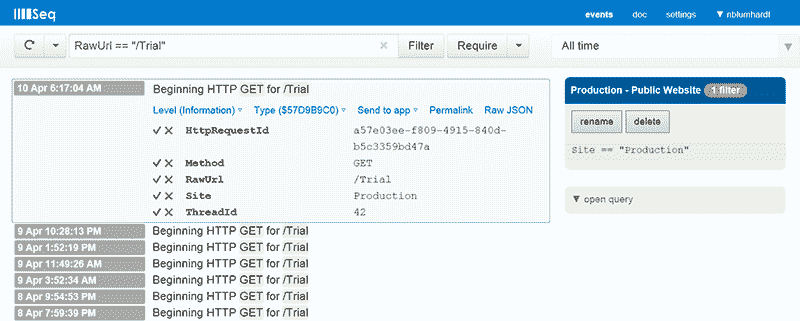 Seq
events doc settings ▾ nblumhardt
RawUrl == "/Trial" × Filter Require All time
10 Apr 6:17:04 AM Beginning HTTP GET for /Trial
Level (Information) Type ($57D9B9C0) Send to app Permalink Raw JSON
HttpRequestId a57e03ee-f809-4915-840d-
b5c3359bd47a
Method GET
RawUrl /Trial
Site Production
ThreadId 42
9 Apr 10:28:13 PM Beginning HTTP GET for /Trial
9 Apr 1:52:19 PM Beginning HTTP GET for /Trial
9 Apr 11:49:26 AM Beginning HTTP GET for /Trial
9 Apr 3:52:34 AM Beginning HTTP GET for /Trial
8 Apr 9:54:53 PM Beginning HTTP GET for /Trial
8 Apr 7:59:39 PM Beginning HTTP GET for /Trial
Production - Public Website 1 filter
rename delete
Site == "Production"
▾ open query